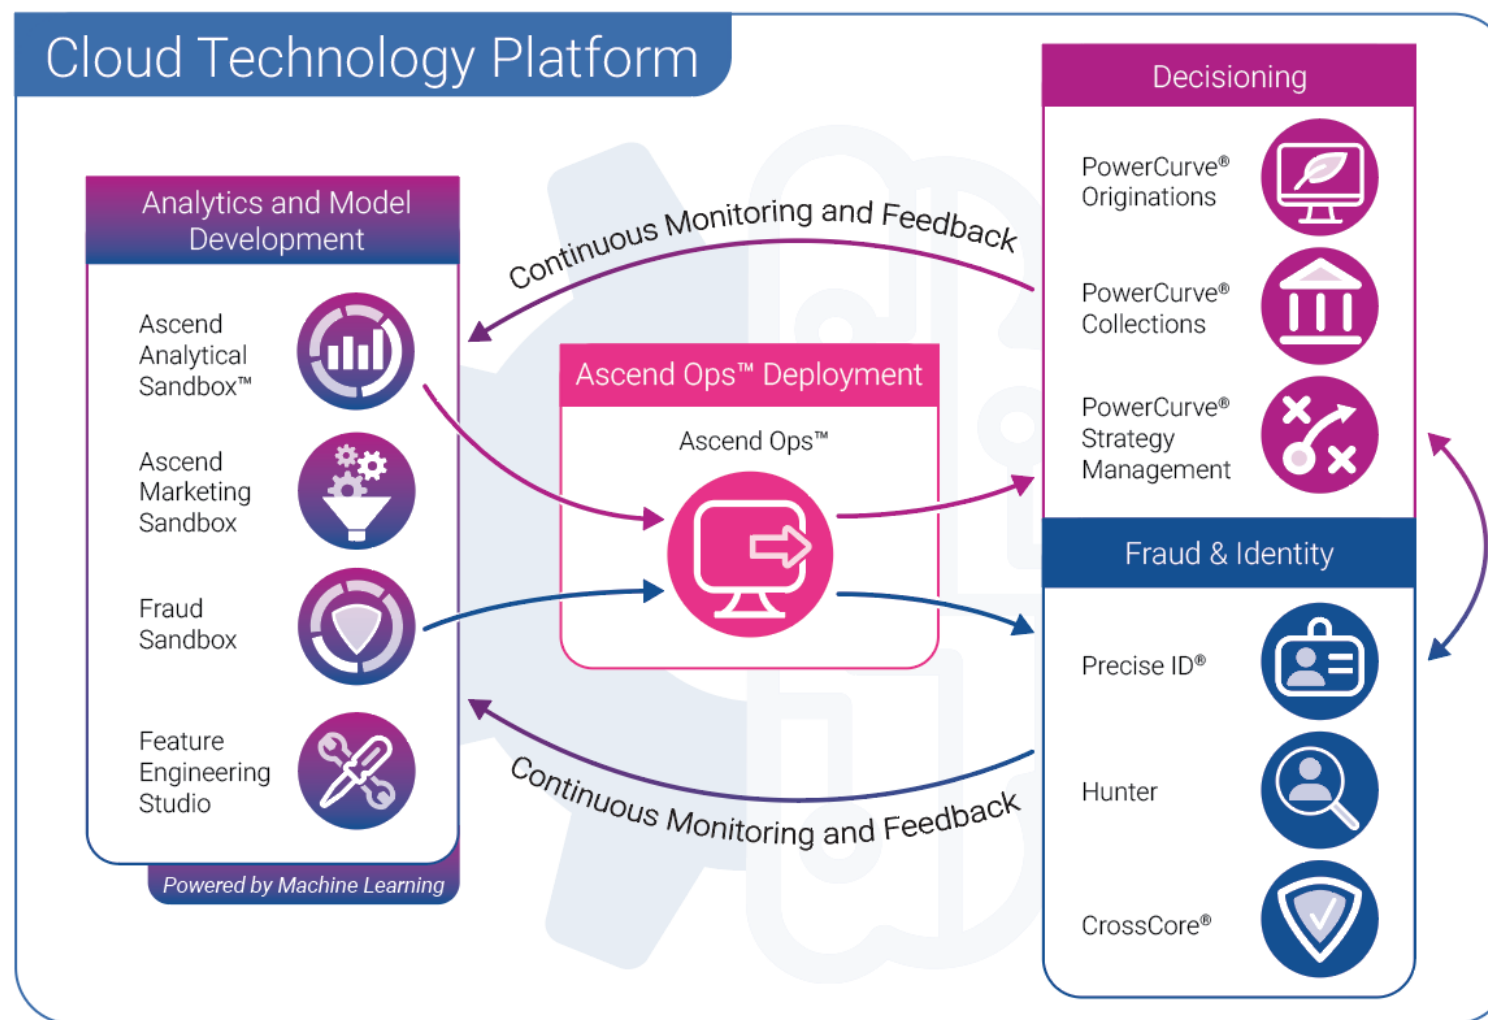 Cloud Technology Platform
Analytics and Model
Development
Ascend
Analytical
Sandbox™
Ascend
Marketing
Sandbox
Fraud
Sandbox
Feature
Engineering
Studio
Powered by Machine Learning
Continuous Monitoring and Feedback
Ascend Ops™ Deployment
Ascend Ops™
Continuous Monitoring and Feedback
Decisioning
PowerCurve®
Originations
PowerCurve®
Collections
PowerCurve®
Strategy
Management
Fraud & Identity
Precise ID®
Hunter
CrossCore®